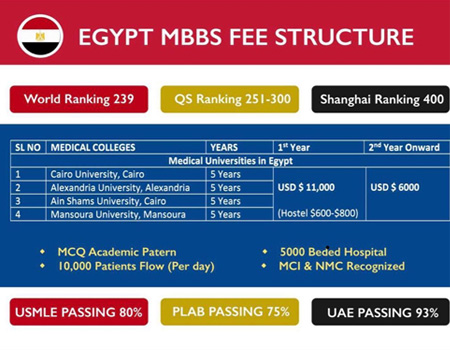 EGYPT MBBS FEE STRUCTURE
World Ranking 239
QS Ranking 251-300
Shanghai Ranking 400
SL NO MEDICAL COLLEGES YEARS 1st Year 2nd Year Onward
Medical Universities in Egypt
1 Cairo University, Cairo 5 Years
2 Alexandria University, Alexandria 5 Years USD $ 11,000 USD $ 6000
3 Ain Shams University, Cairo 5 Years
4 Mansoura University, Mansoura 5 Years (Hostel $600-$800)
MCQ Academic Patern
5000 Beded Hospital
10,000 Patients Flow (Per day)
MCI & NMC Recognized
USMLE PASSING 80%
PLAB PASSING 75%
UAE PASSING 93%